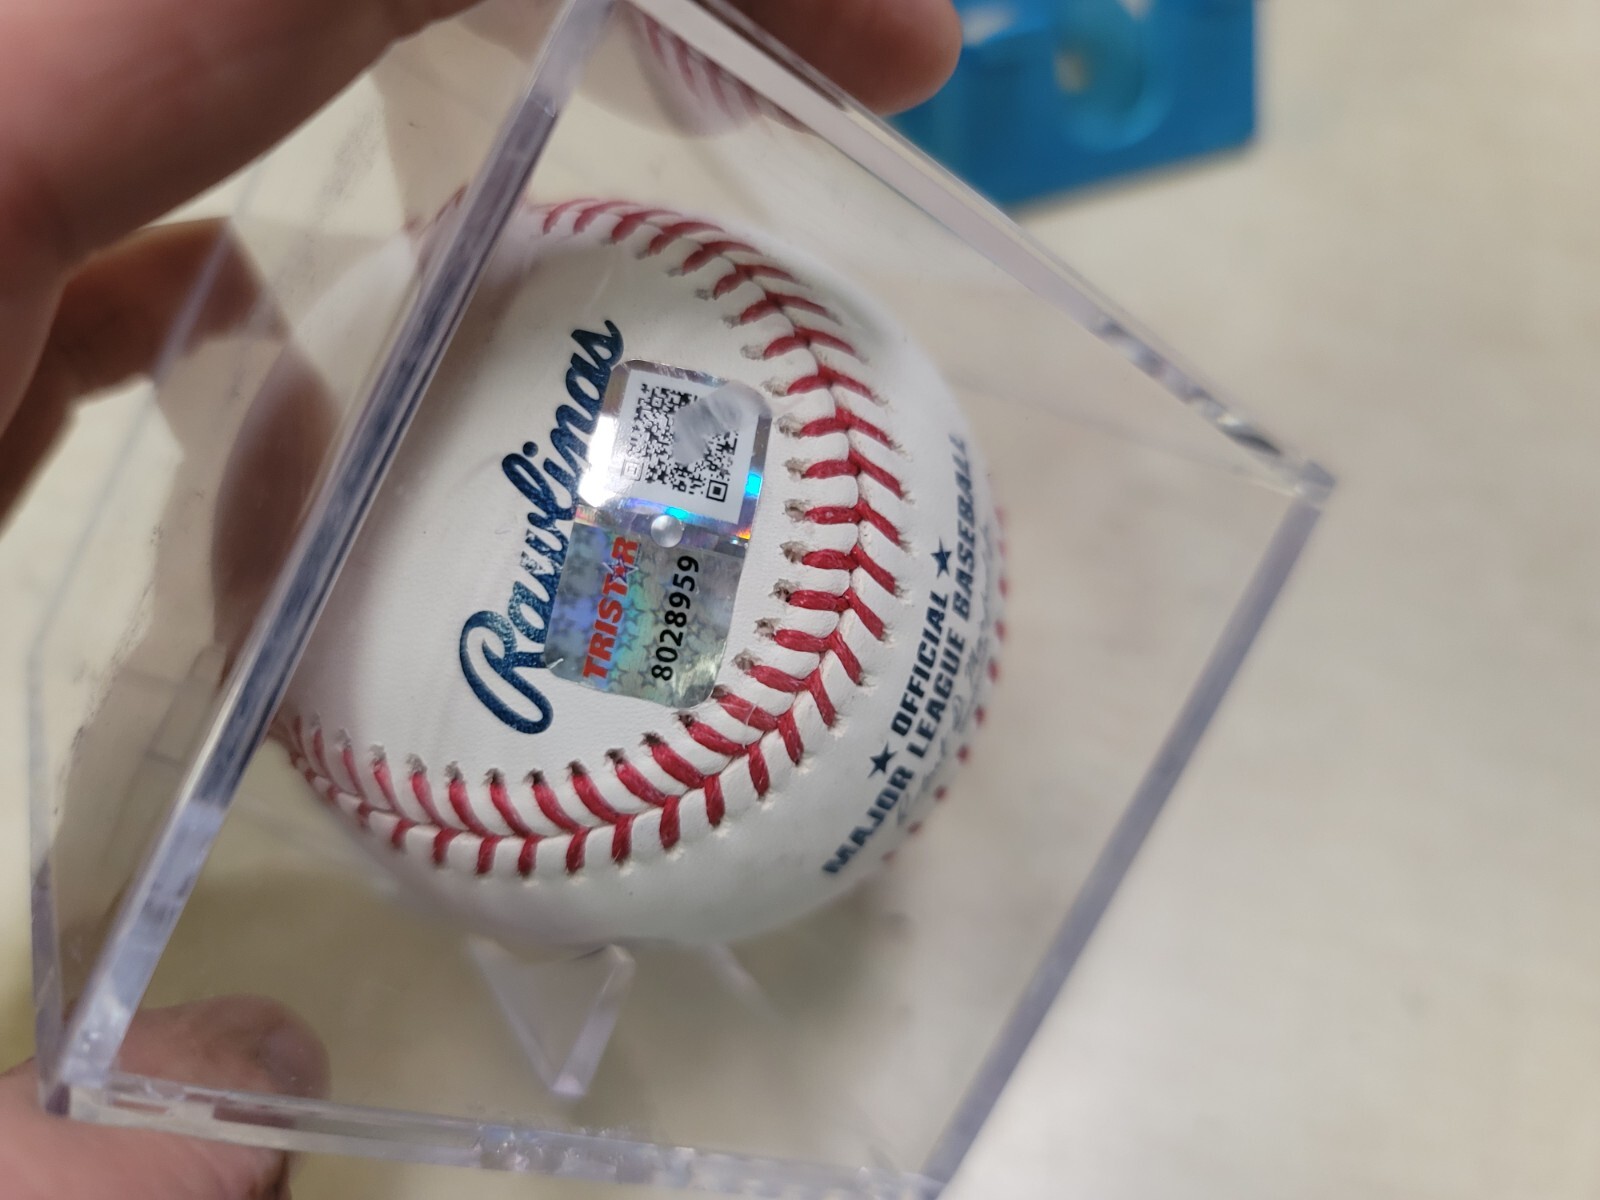 Rawlings
TRISTAR
8028959
OFFICIAL
MAJOR LEAGUE BASEBALL